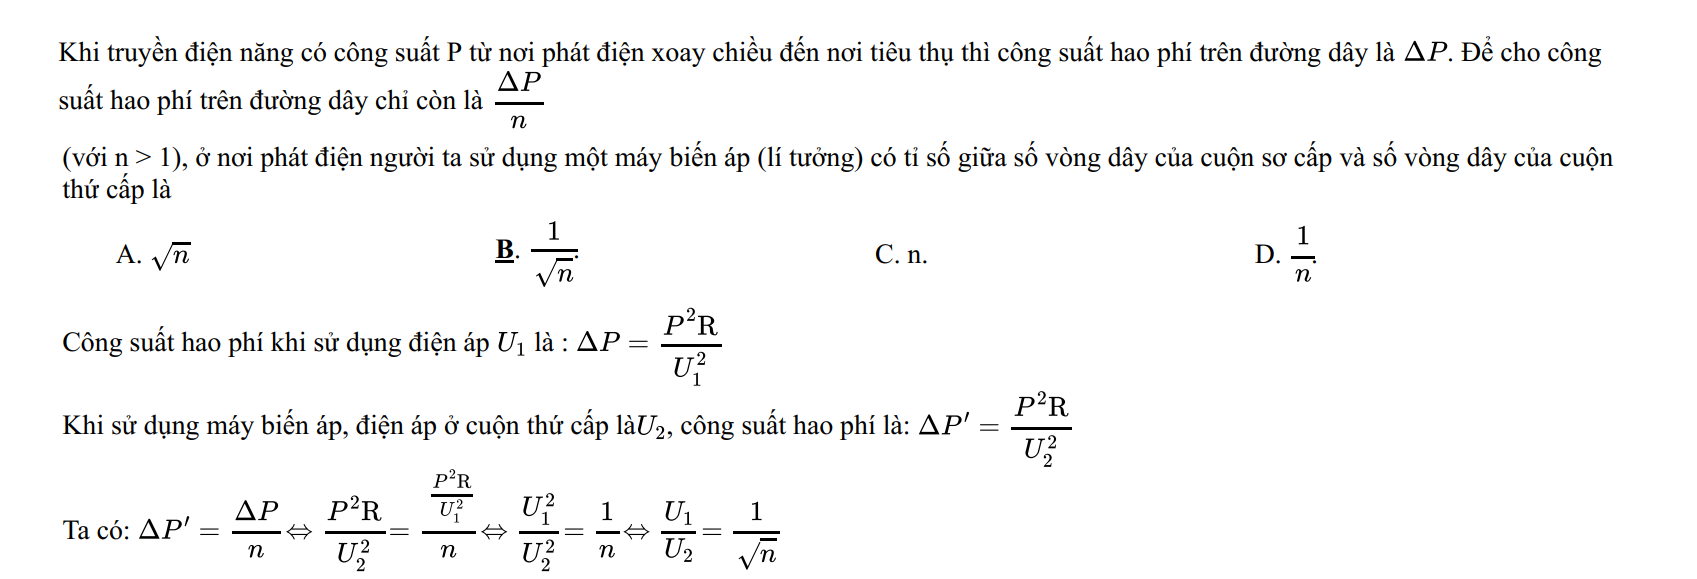 Khi truyền điện năng có công suất P từ nơi phát điện xoay chiều đến nơi tiêu thụ thì công suất hao phí trên đường dây là ΔP. Để cho công
suất hao phí trên đường dây chỉ còn là $\frac{\Delta P}{n}$
(với n > 1), ở nơi phát điện người ta sử dụng một máy biến áp (lí tưởng) có tỉ số giữa số vòng dây của cuộn sơ cấp và số vòng dây của cuộn
thứ cấp là
A. $\sqrt{n}$ B. $\frac{1}{\sqrt{n}}$. C. n. D. $\frac{1}{n}$.
Công suất hao phí khi sử dụng điện áp $U_1$ là : $\Delta P = \frac{P^2 R}{U_1^2}$
Khi sử dụng máy biến áp, điện áp ở cuộn thứ cấp là$U_2$, công suất hao phí là: $\Delta P' = \frac{P^2 R}{U_2^2}$
Ta có: $\Delta P' = \frac{\Delta P}{n} \Leftrightarrow \frac{P^2 R}{U_2^2} = \frac{\frac{P^2 R}{U_1^2}}{n} \Leftrightarrow \frac{U_1^2}{U_2^2} = \frac{1}{n} \Leftrightarrow \frac{U_1}{U_2} = \frac{1}{\sqrt{n}}$